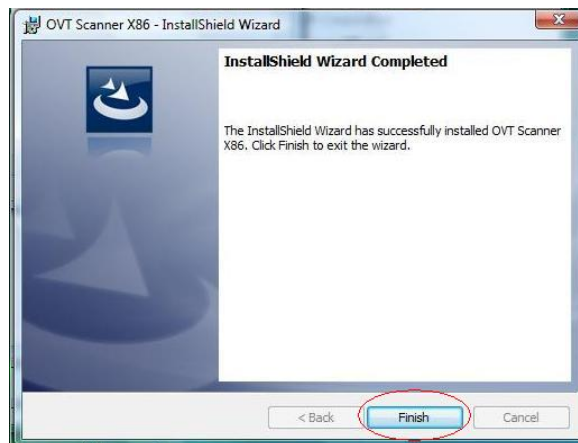 OVT Scanner X86 - InstallShield Wizard
InstallShield Wizard Completed
The InstallShield Wizard has successfully installed OVT Scanner
X86. Click Finish to exit the wizard.
< Back
Finish
Cancel